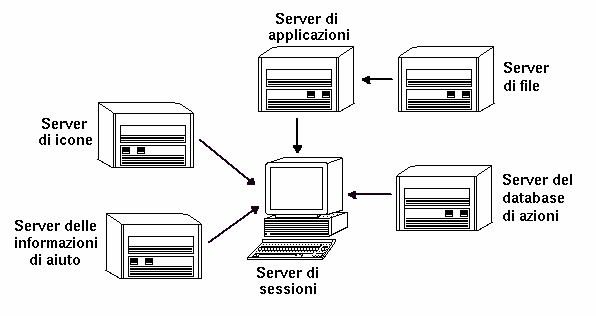 Server di
applicazioni
Server
di file
Server
di icone
Server del
database
di azioni
Server delle
informazioni
di aiuto
Server di
sessioni